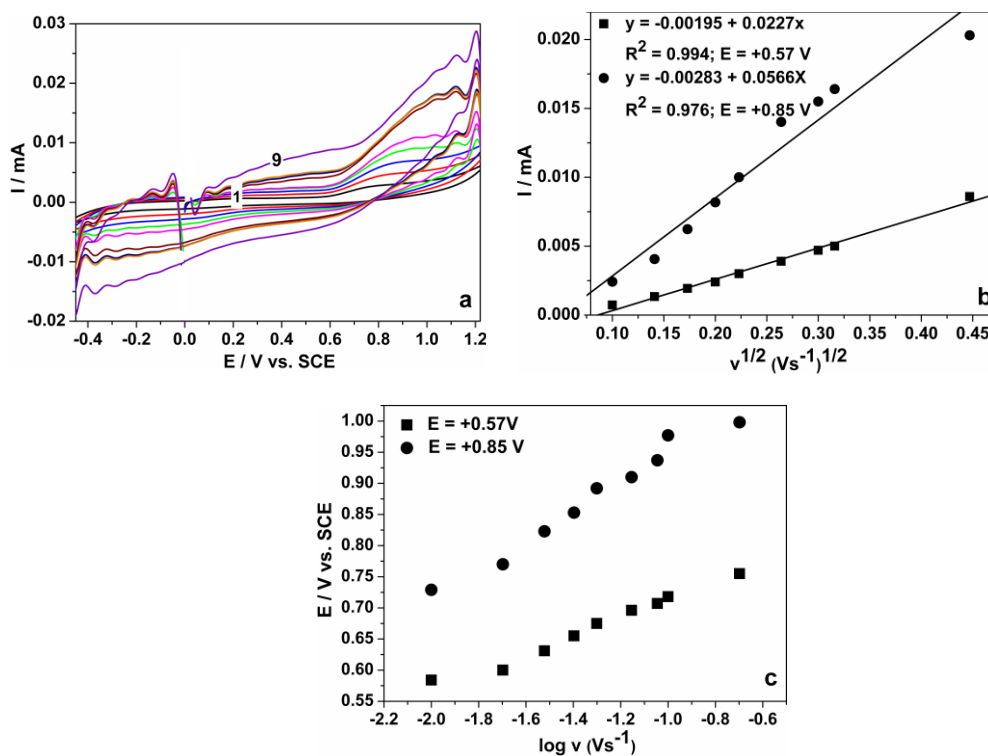 0.03
0.02
0.01
0.00
-0.01
-0.02
I / mA
9
1
a
-0.4 -0.2 0.0 0.2 0.4 0.6 0.8 1.0 1.2
E / V vs. SCE
0.020
0.015
0.010
0.005
0.000
I / mA
y = -0.00195 + 0.0227x
R² = 0.994; E = +0.57 V
y = -0.00283 + 0.0566X
R² = 0.976; E = +0.85 V
b
0.10 0.15 0.20 0.25 0.30 0.35 0.40 0.45
v^1/2 (Vs^-1)^1/2
1.00
0.95
0.90
0.85
0.80
0.75
0.70
0.65
0.60
0.55
E / V vs. SCE
E = +0.57V
E = +0.85 V
c
-2.2 -2.0 -1.8 -1.6 -1.4 -1.2 -1.0 -0.8 -0.6
log v (Vs^-1)